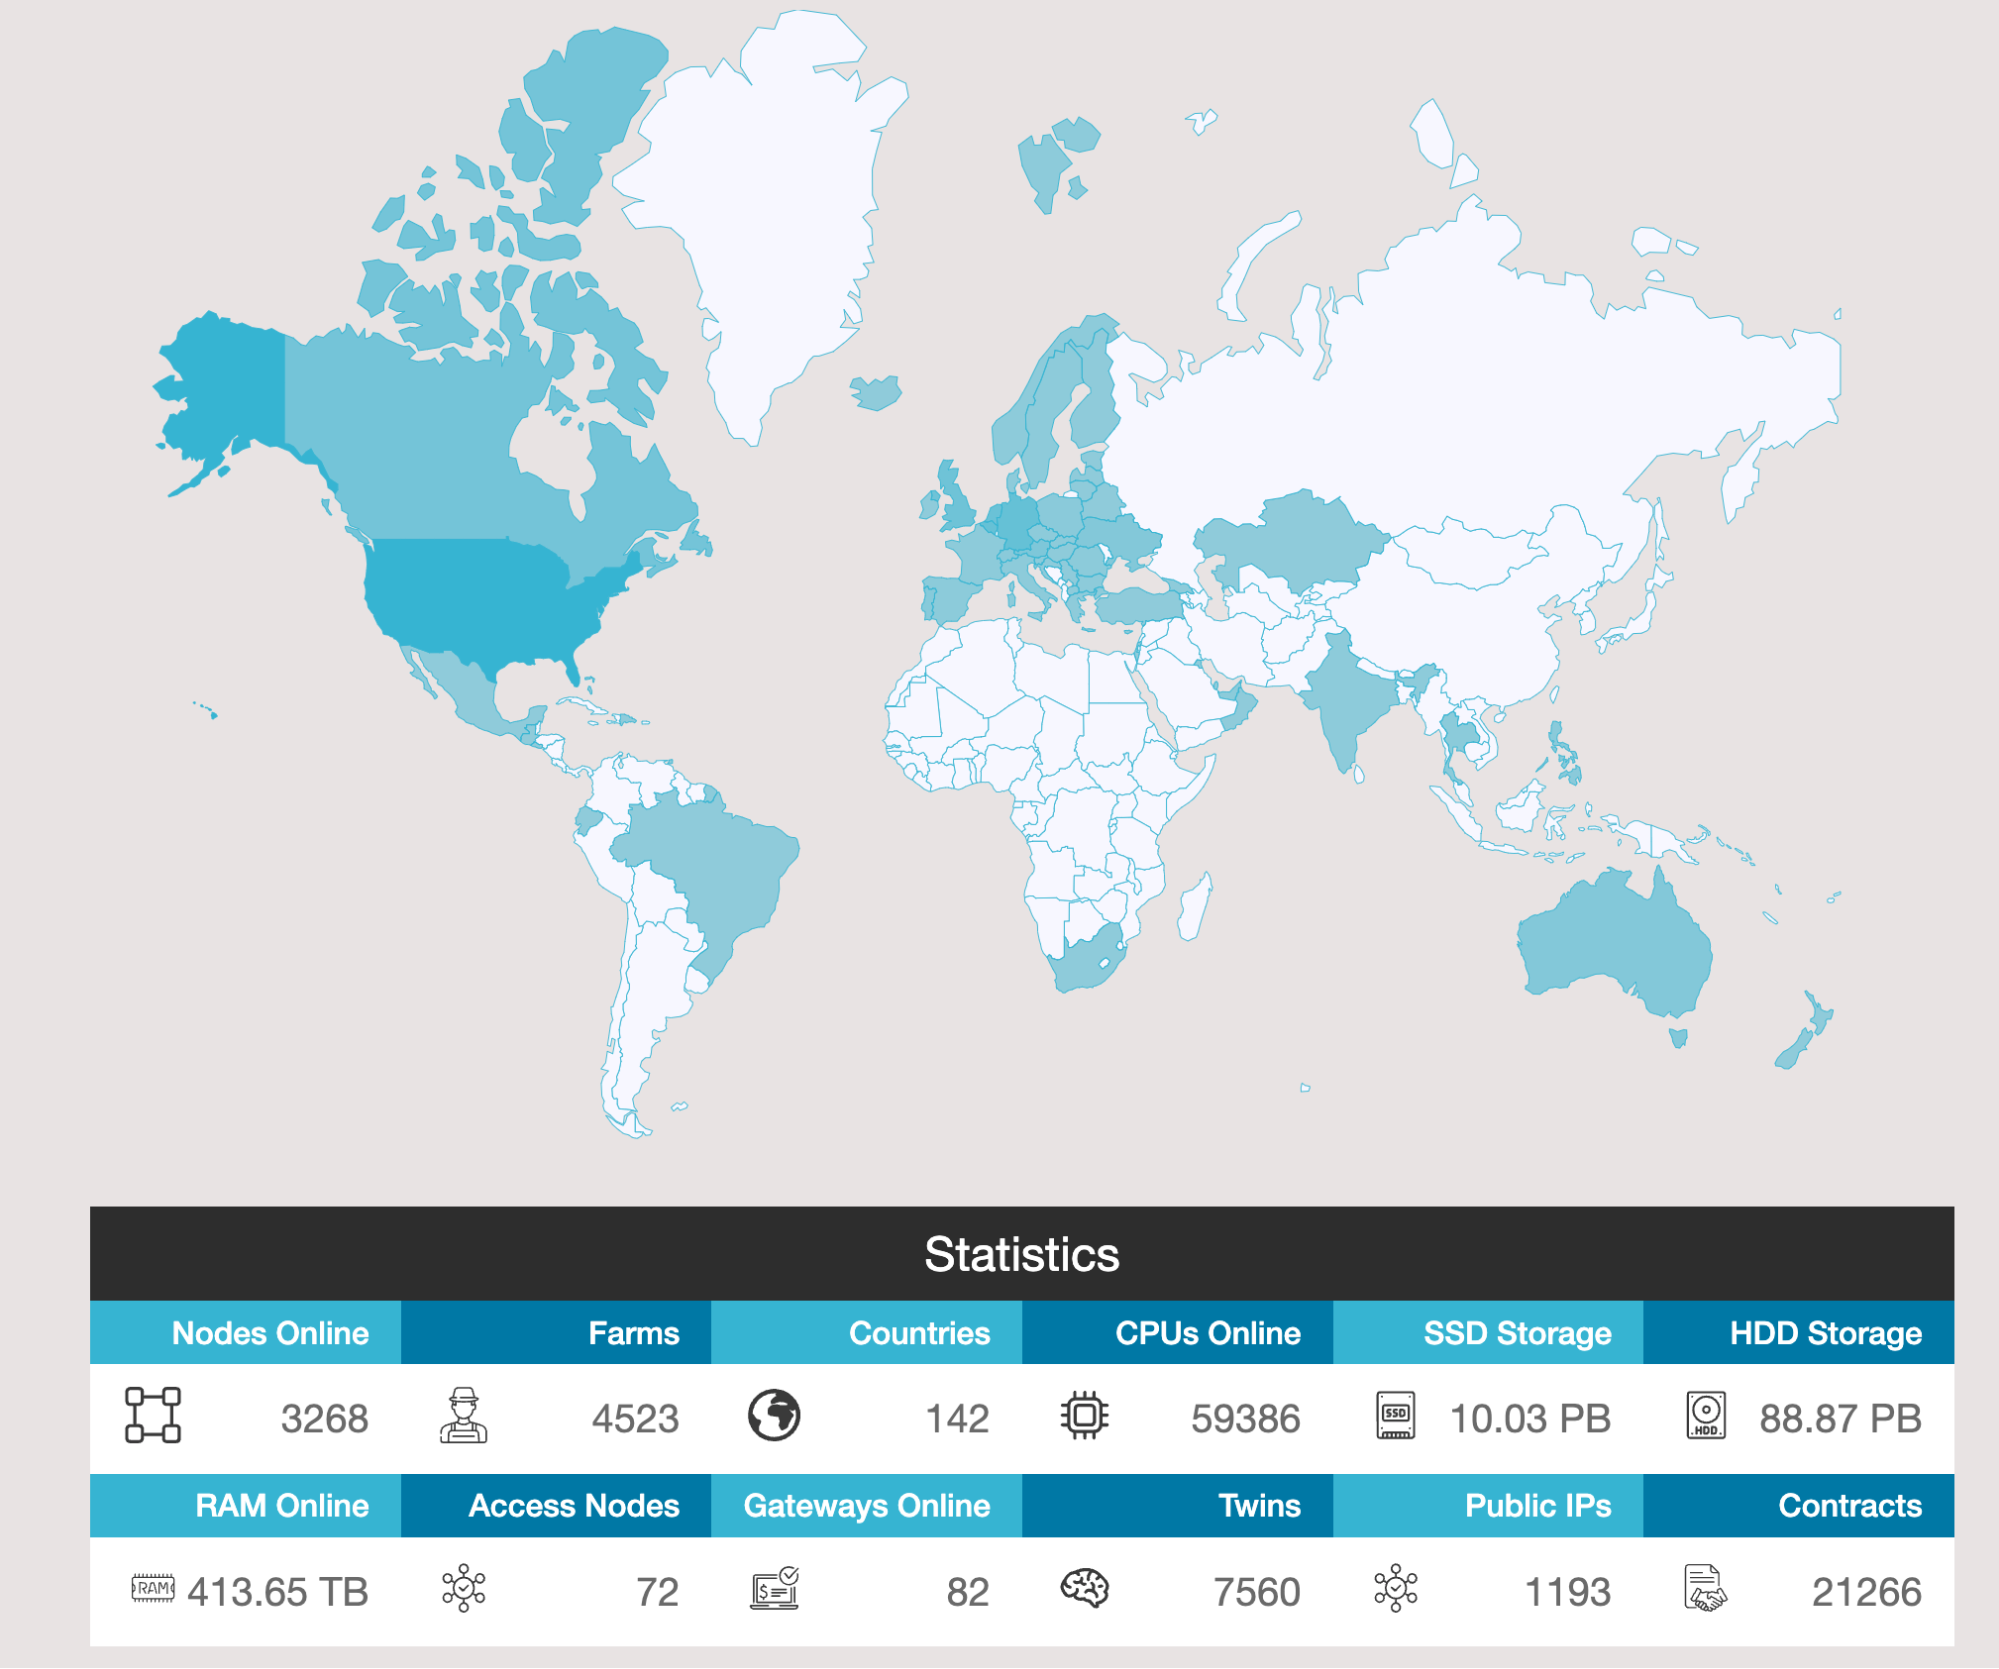 Statistics
Nodes Online Farms Countries CPUs Online SSD Storage HDD Storage
3268 4523 142 59386 SSD 10.03 PB HDD 88.87 PB
RAM Online Access Nodes Gateways Online Twins Public IPs Contracts
RAM 413.65 TB 72 $ 82 7560 1193 21266